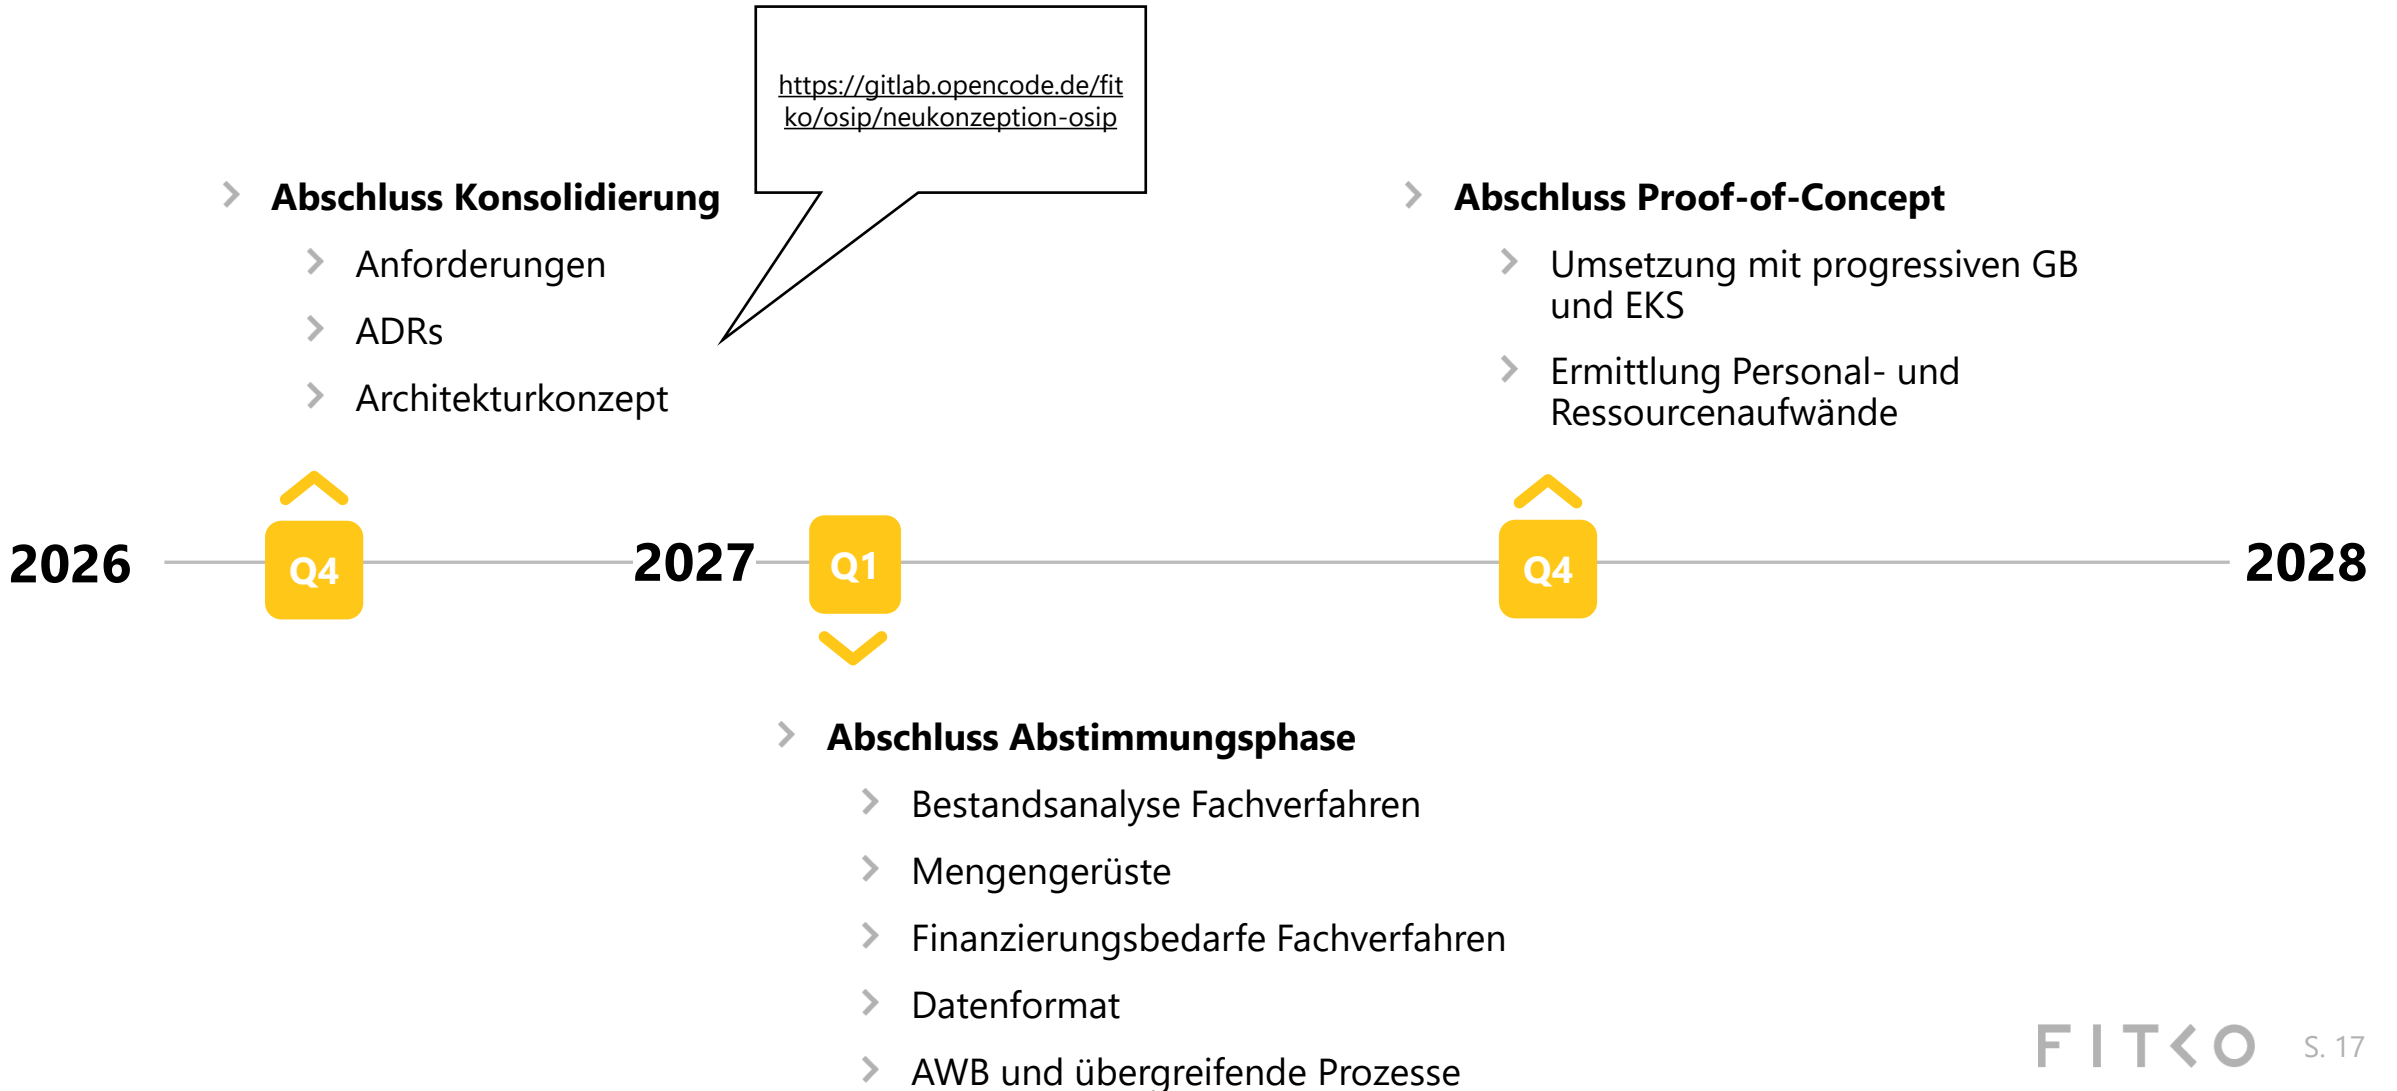 https://gitlab.opencode.de/fit
ko/osip/neukonzeption-osip
Abschluss Konsolidierung
Anforderungen
ADRs
Architekturkonzept
Abschluss Proof-of-Concept
Umsetzung mit progressiven GB
und EKS
Ermittlung Personal- und
Ressourcenaufwände
2026
Q4
2027
Q1
Q4
2028
Abschluss Abstimmungsphase
Bestandsanalyse Fachverfahren
Mengengerüste
Finanzierungsbedarfe Fachverfahren
Datenformat
AWB und übergreifende Prozesse
FITKO
S. 17